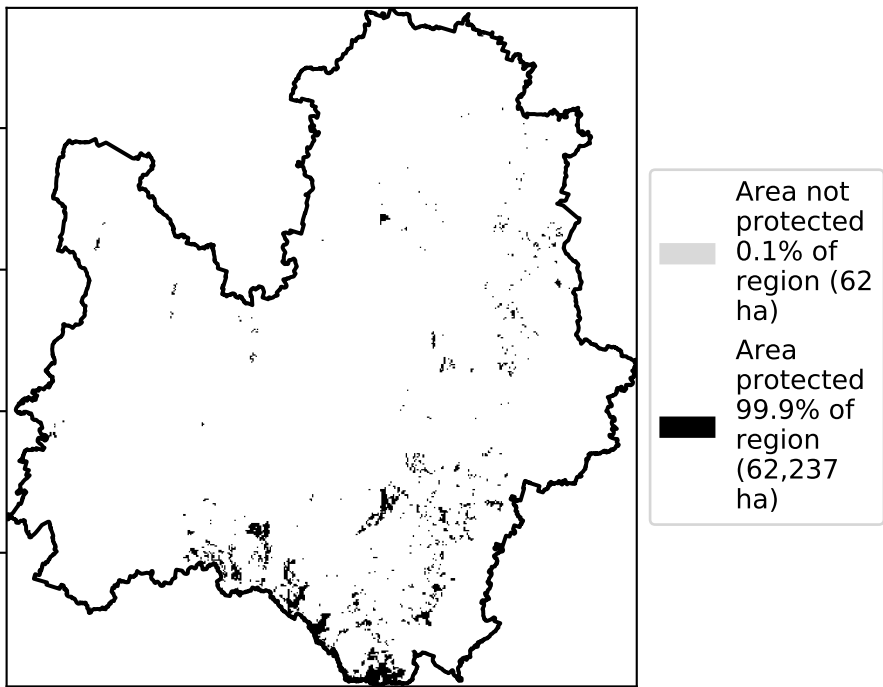 Area not
protected
0.1% of
region (62
ha)
Area
protected
99.9% of
region
(62,237
ha)